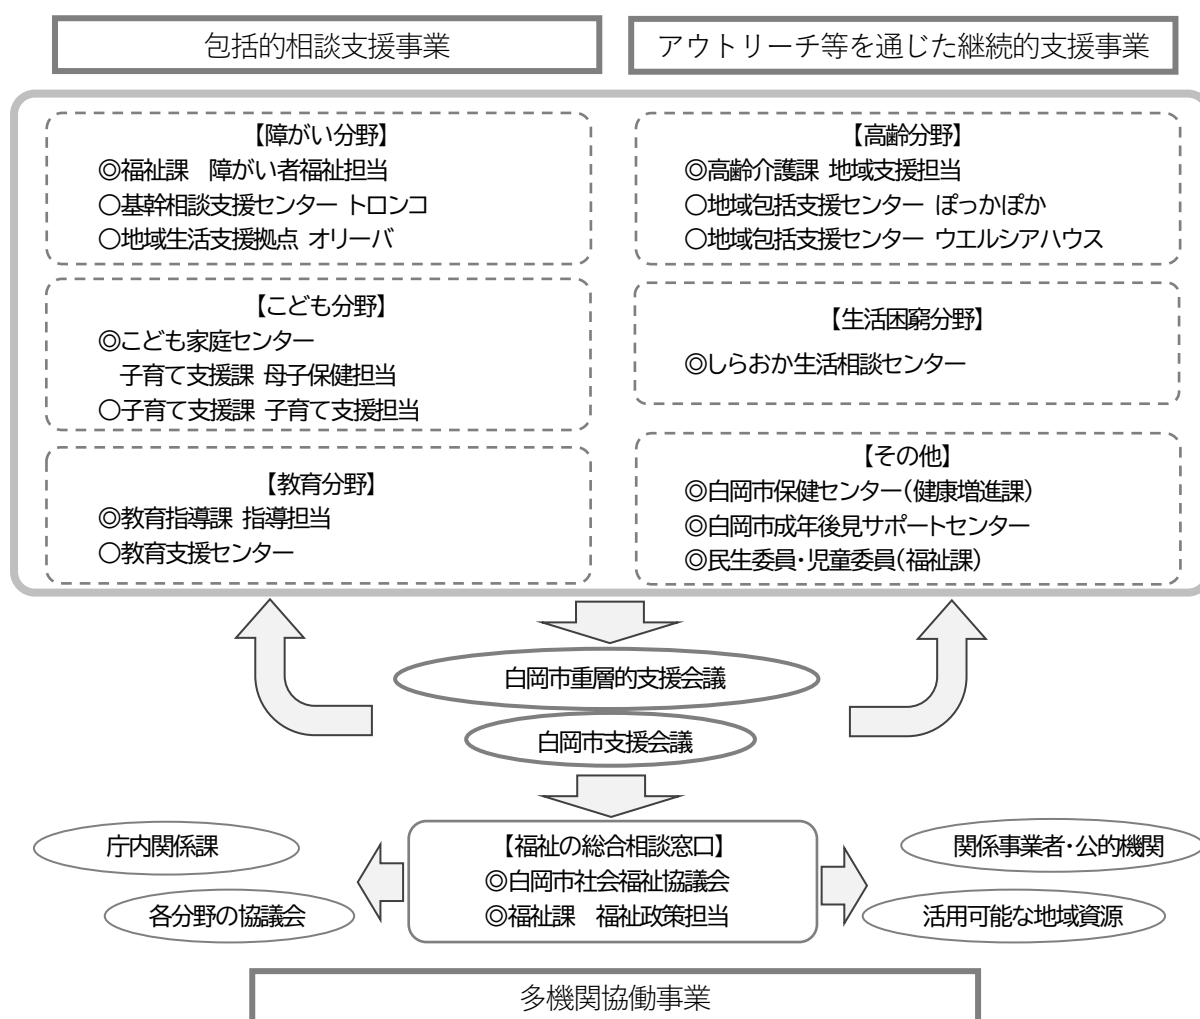 包括的相談支援事業
アウトリーチ等を通じた継続的支援事業
【障がい分野】
◎福祉課　障がい者福祉担当
○基幹相談支援センター トロンコ
○地域生活支援拠点 オリーバ
【高齢分野】
◎高齢介護課 地域支援担当
○地域包括支援センター ぽっかぽか
○地域包括支援センター ウエルシアハウス
【こども分野】
◎こども家庭センター
子育て支援課 母子保健担当
○子育て支援課 子育て支援担当
【生活困窮分野】
◎しらおか生活相談センター
【教育分野】
◎教育指導課 指導担当
○教育支援センター
【その他】
◎白岡市保健センター(健康増進課)
◎白岡市成年後見サポートセンター
◎民生委員・児童委員(福祉課)
白岡市重層的支援会議
白岡市支援会議
庁内関係課
各分野の協議会
【福祉の総合相談窓口】
◎白岡市社会福祉協議会
◎福祉課　福祉政策担当
関係事業者・公的機関
活用可能な地域資源
多機関協働事業